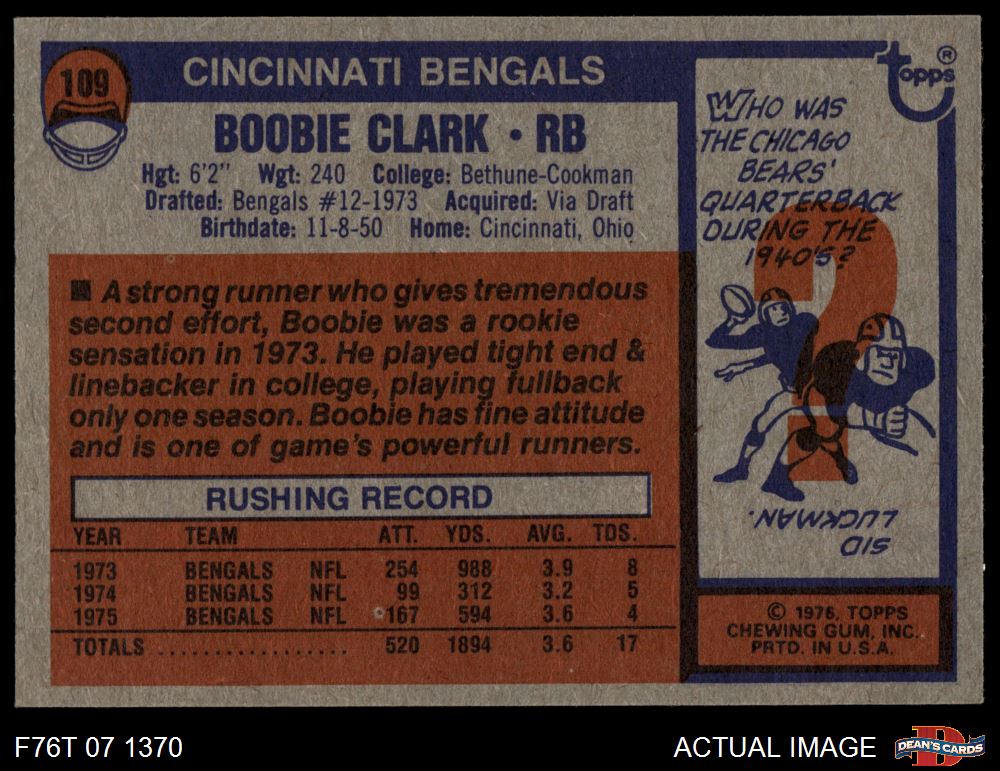 109
CINCINNATI BENGALS
BOOBIE CLARK • RB
Hgt: 6'2" Wgt: 240 College: Bethune-Cookman
Drafted: Bengals #12-1973 Acquired: Via Draft
Birthdate: 11-8-50 Home: Cincinnati, Ohio
■ A strong runner who gives tremendous
second effort, Boobie was a rookie
sensation in 1973. He played tight end &
linebacker in college, playing fullback
only one season. Boobie has fine attitude
and is one of game's powerful runners.
RUSHING RECORD
YEAR TEAM ATT. YDS. AVG. TDS.
1973 BENGALS NFL 254 988 3.9 8
1974 BENGALS NFL 99 312 3.2 5
1975 BENGALS NFL 167 594 3.6 4
TOTALS .................. 520 1894 3.6 17
topps ®
WHO WAS
THE CHICAGO
BEARS'
QUARTERBACK
DURING THE
1940'S?
?
SID
LUCKMAN.
© 1976, TOPPS
CHEWING GUM, INC.
PRTD. IN U.S.A.
F76T 07 1370
ACTUAL IMAGE
DEAN'S CARDS